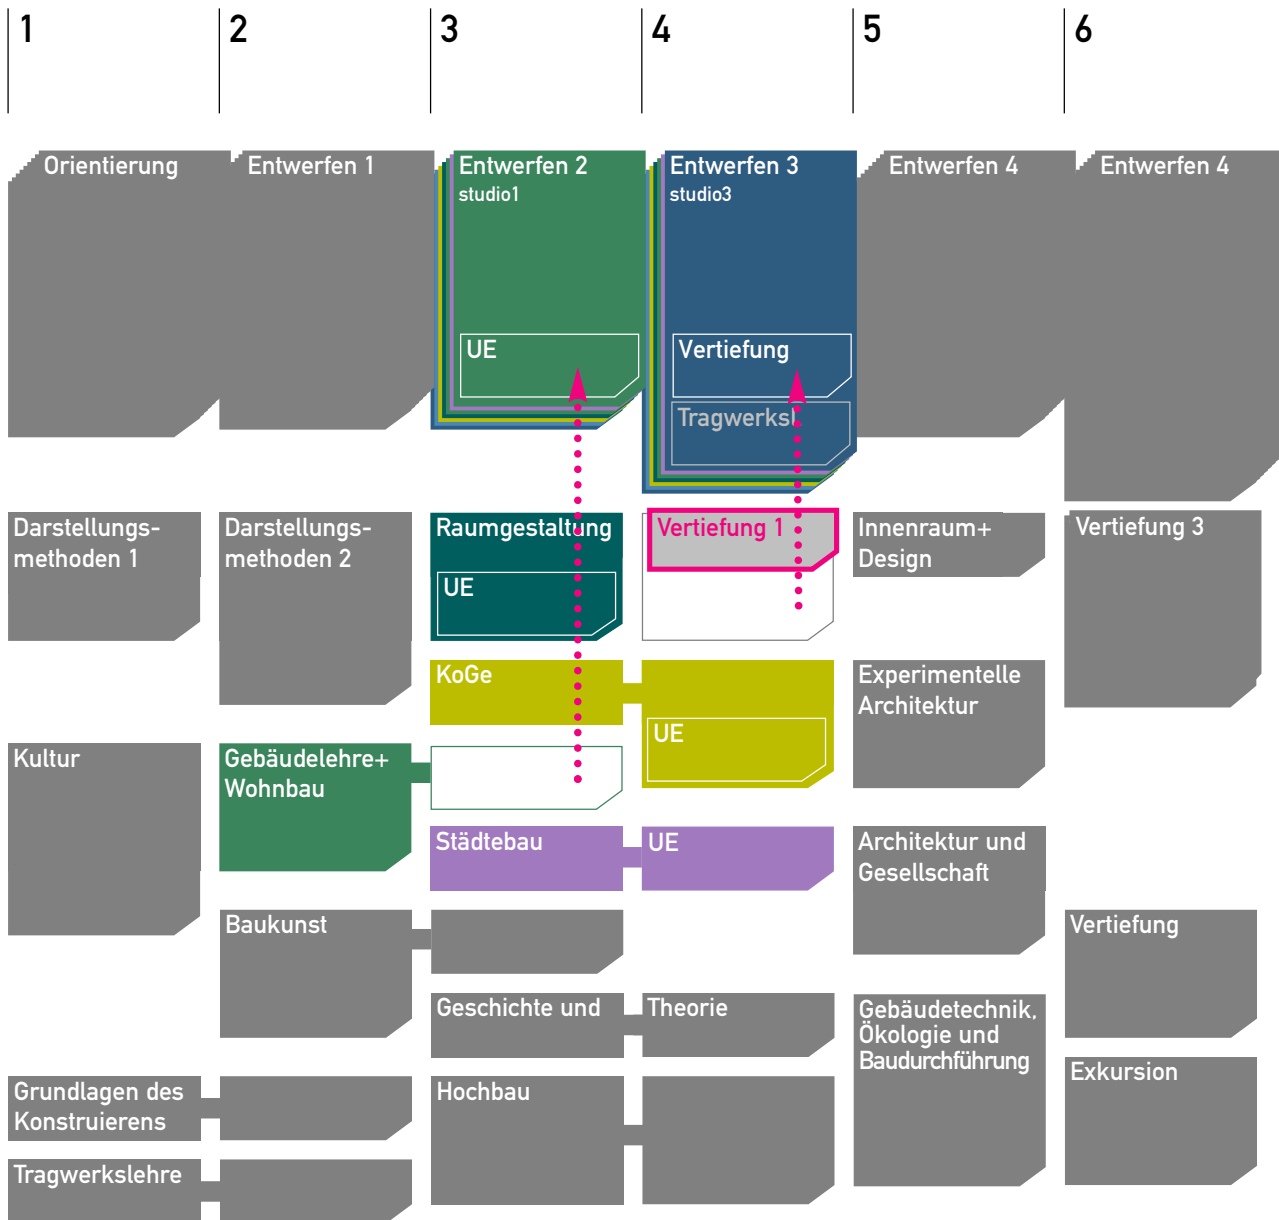 1
2
3
4
5
6
Orientierung
Entwerfen 1
Entwerfen 2
studio1
UE
Entwerfen 3
studio3
Vertiefung
Tragwerksl
Entwerfen 4
Entwerfen 4
Darstellungs-
methoden 1
Darstellungs-
methoden 2
Raumgestaltung
UE
Vertiefung 1
Innenraum+
Design
Vertiefung 3
KoGe
UE
Experimentelle
Architektur
Kultur
Gebäudelehre+
Wohnbau
Städtebau
UE
Architektur und
Gesellschaft
Baukunst
Vertiefung
Geschichte und
Theorie
Gebäudetechnik,
Ökologie und
Baudurchführung
Grundlagen des
Konstruierens
Hochbau
Exkursion
Tragwerkslehre